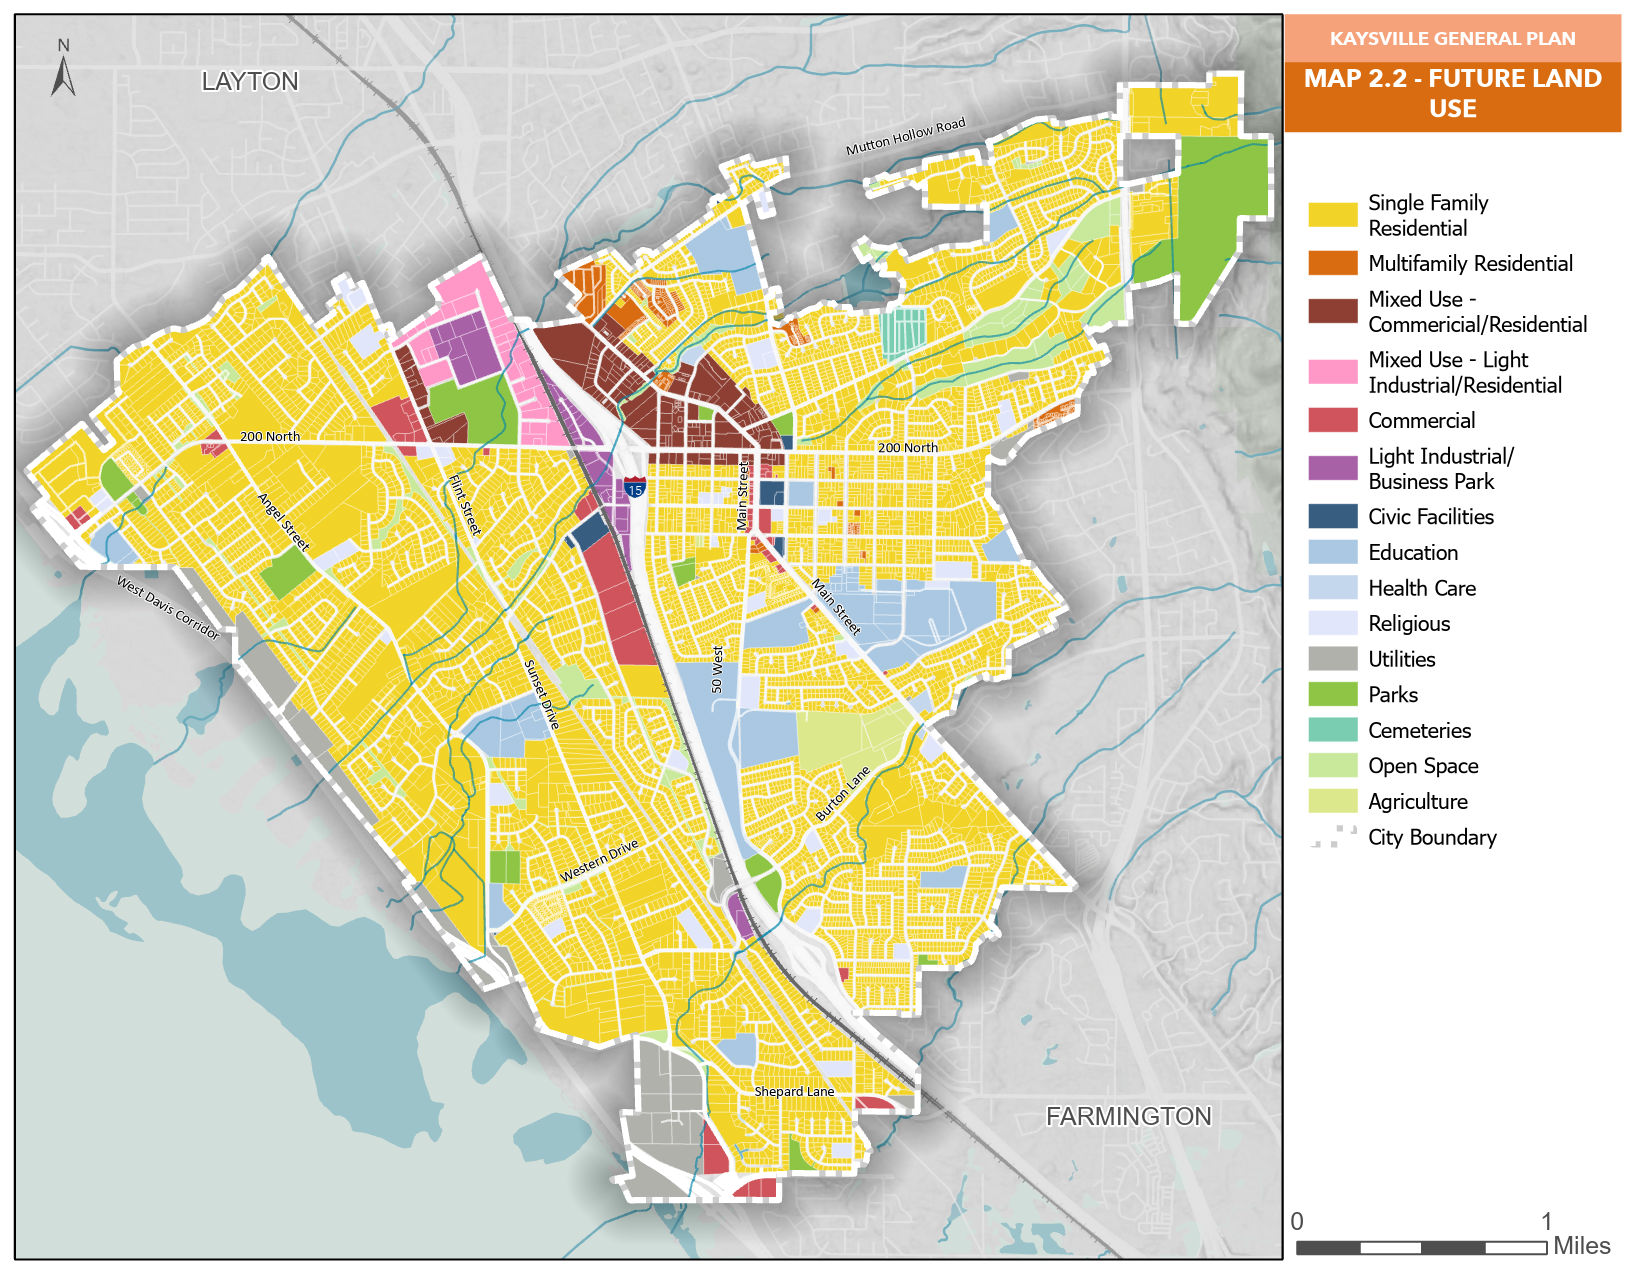 KAYSVILLE GENERAL PLAN
MAP 2.2 - FUTURE LAND
USE
N
LAYTON
Mutton Hollow Road
200 North
200 North
Angel Street
Flint Street
15
Main Street
Main Street
West Davis Corridor
Sunset Drive
50 West
Burton Lane
Western Drive
Shepard Lane
FARMINGTON
Single Family
Residential
Multifamily Residential
Mixed Use -
Commericial/Residential
Mixed Use - Light
Industrial/Residential
Commercial
Light Industrial/
Business Park
Civic Facilities
Education
Health Care
Religious
Utilities
Parks
Cemeteries
Open Space
Agriculture
City Boundary
0 1
Miles